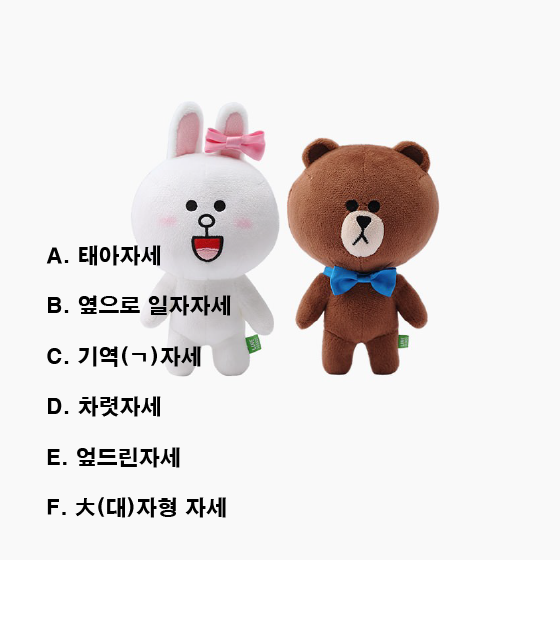 A. 태아자세
B. 옆으로 일자자세
C. 기역(ㄱ)자세
D. 차렷자세
E. 엎드린자세
F. 大(대)자형 자세